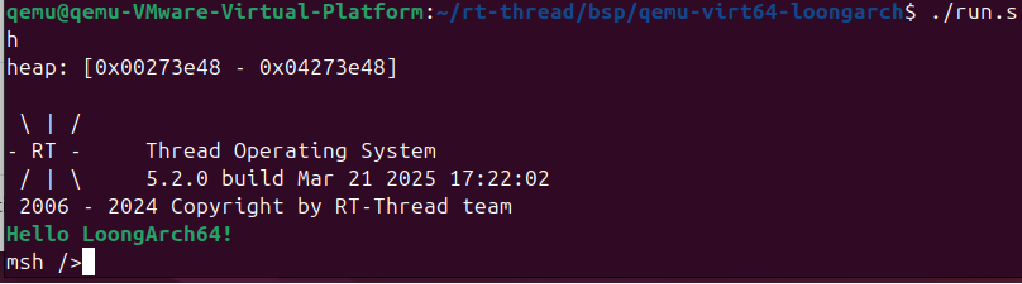 qemu@qemu-VMware-Virtual-Platform:~/rt-thread/bsp/qemu-virt64-loongarch$ ./run.s
h
heap: [0x00273e48 - 0x04273e48]
 \ | /
- RT -     Thread Operating System
 / | \     5.2.0 build Mar 21 2025 17:22:02
 2006 - 2024 Copyright by RT-Thread team
Hello LoongArch64!
msh />